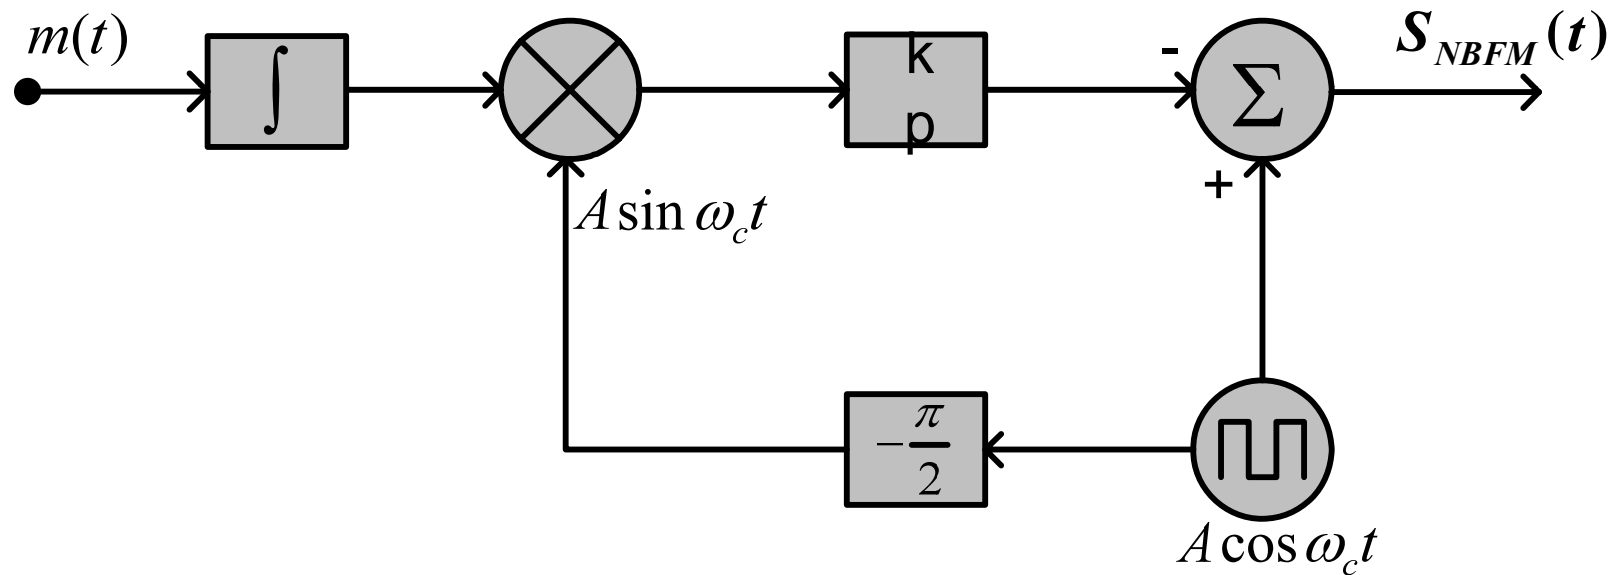 m(t)
∫
k
p
-
Σ
+
S_NBFM (t)
A sin ω_c t
−π/2
A cos ω_c t